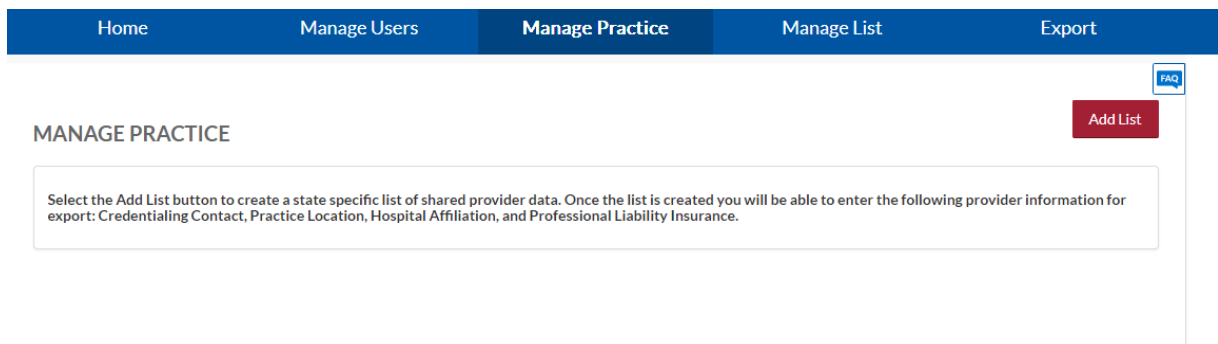 Home Manage Users Manage Practice Manage List Export
FAQ
Add List
MANAGE PRACTICE
Select the Add List button to create a state specific list of shared provider data. Once the list is created you will be able to enter the following provider information for
export: Credentialing Contact, Practice Location, Hospital Affiliation, and Professional Liability Insurance.